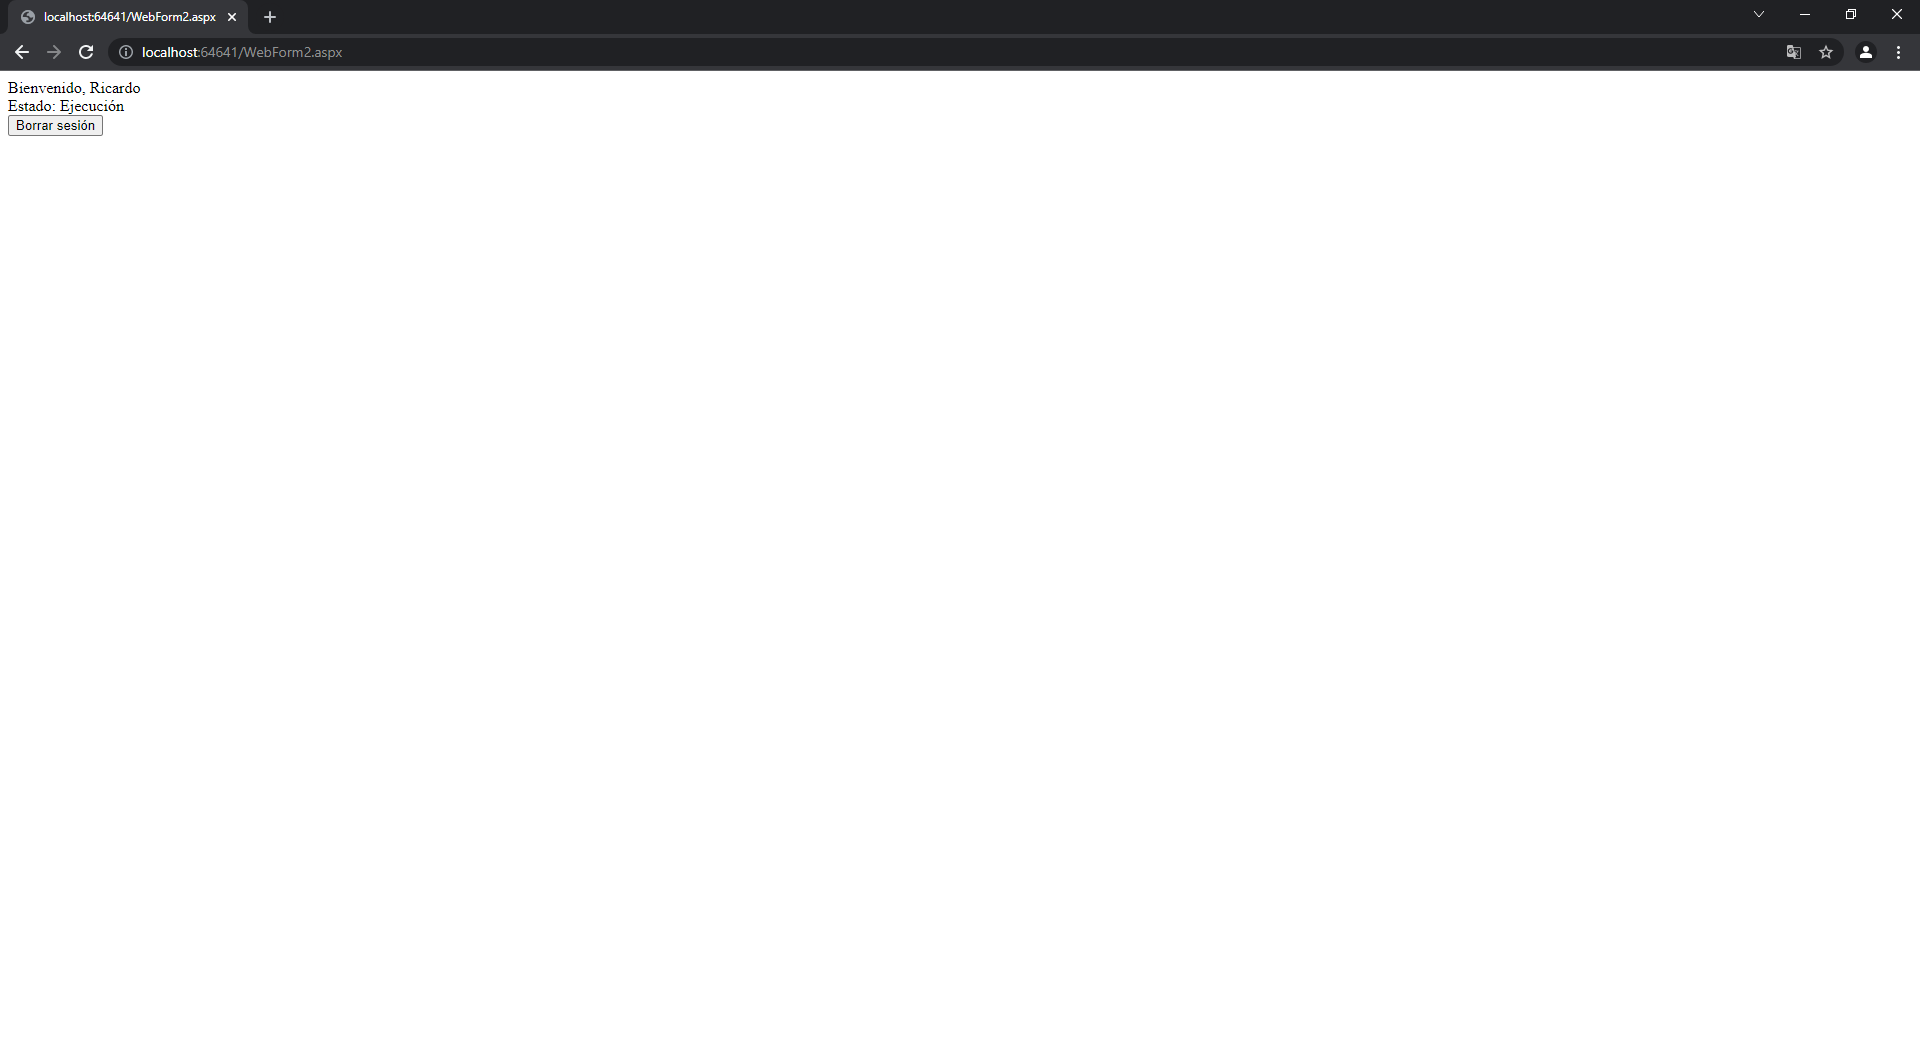 localhost:64641/WebForm2.aspx
localhost:64641/WebForm2.aspx
Bienvenido, Ricardo
Estado: Ejecución
Borrar sesión